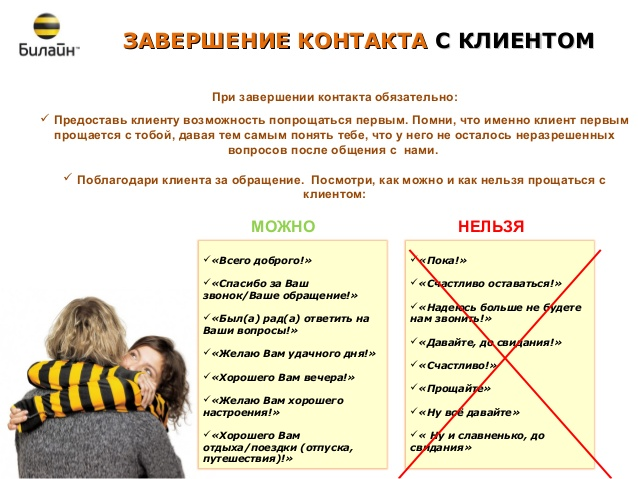 Билайн™
ЗАВЕРШЕНИЕ КОНТАКТА С КЛИЕНТОМ
При завершении контакта обязательно:
✓ Предоставь клиенту возможность попрощаться первым. Помни, что именно клиент первым
прощается с тобой, давая тем самым понять тебе, что у него не осталось неразрешенных
вопросов после общения с нами.
✓ Поблагодари клиента за обращение. Посмотри, как можно и как нельзя прощаться с
клиентом:
МОЖНО
✓«Всего доброго!»
✓«Спасибо за Ваш
звонок/Ваше обращение!»
✓«Был(а) рад(а) ответить на
Ваши вопросы!»
✓«Желаю Вам удачного дня!»
✓«Хорошего Вам вечера!»
✓«Желаю Вам хорошего
настроения!»
✓«Хорошего Вам
отдыха/поездки (отпуска,
путешествия)!»
НЕЛЬЗЯ
✓«Пока!»
✓«Счастливо оставаться!»
✓«Надеюсь больше не будете
нам звонить!»
✓«Давайте, до свидания!»
✓«Счастливо!»
✓«Прощайте»
✓«Ну всё давайте»
✓« Ну и славненько, до
свидания»